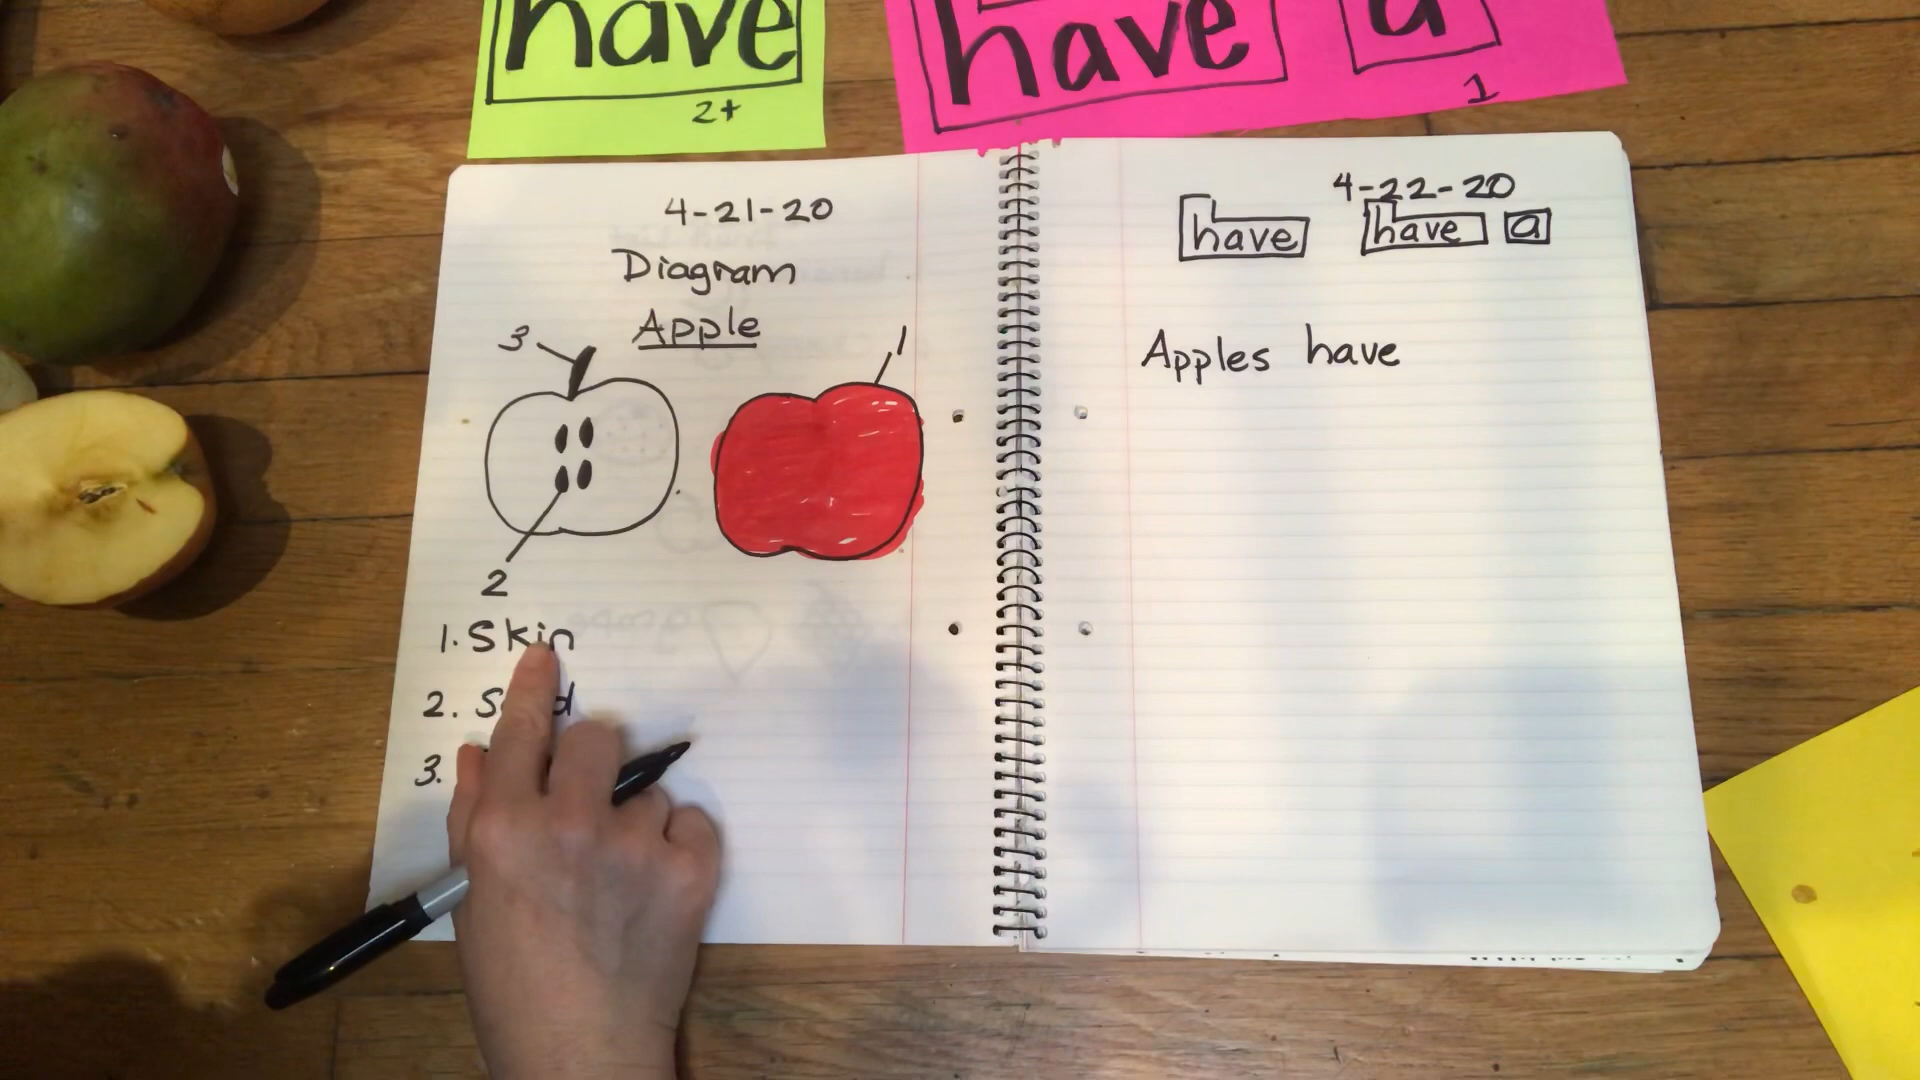 have
2+
have a
1
4-21-20
Diagram
Apple
3
1
2
1. Skin
2.
3.
4-22-20
have have a
Apples have